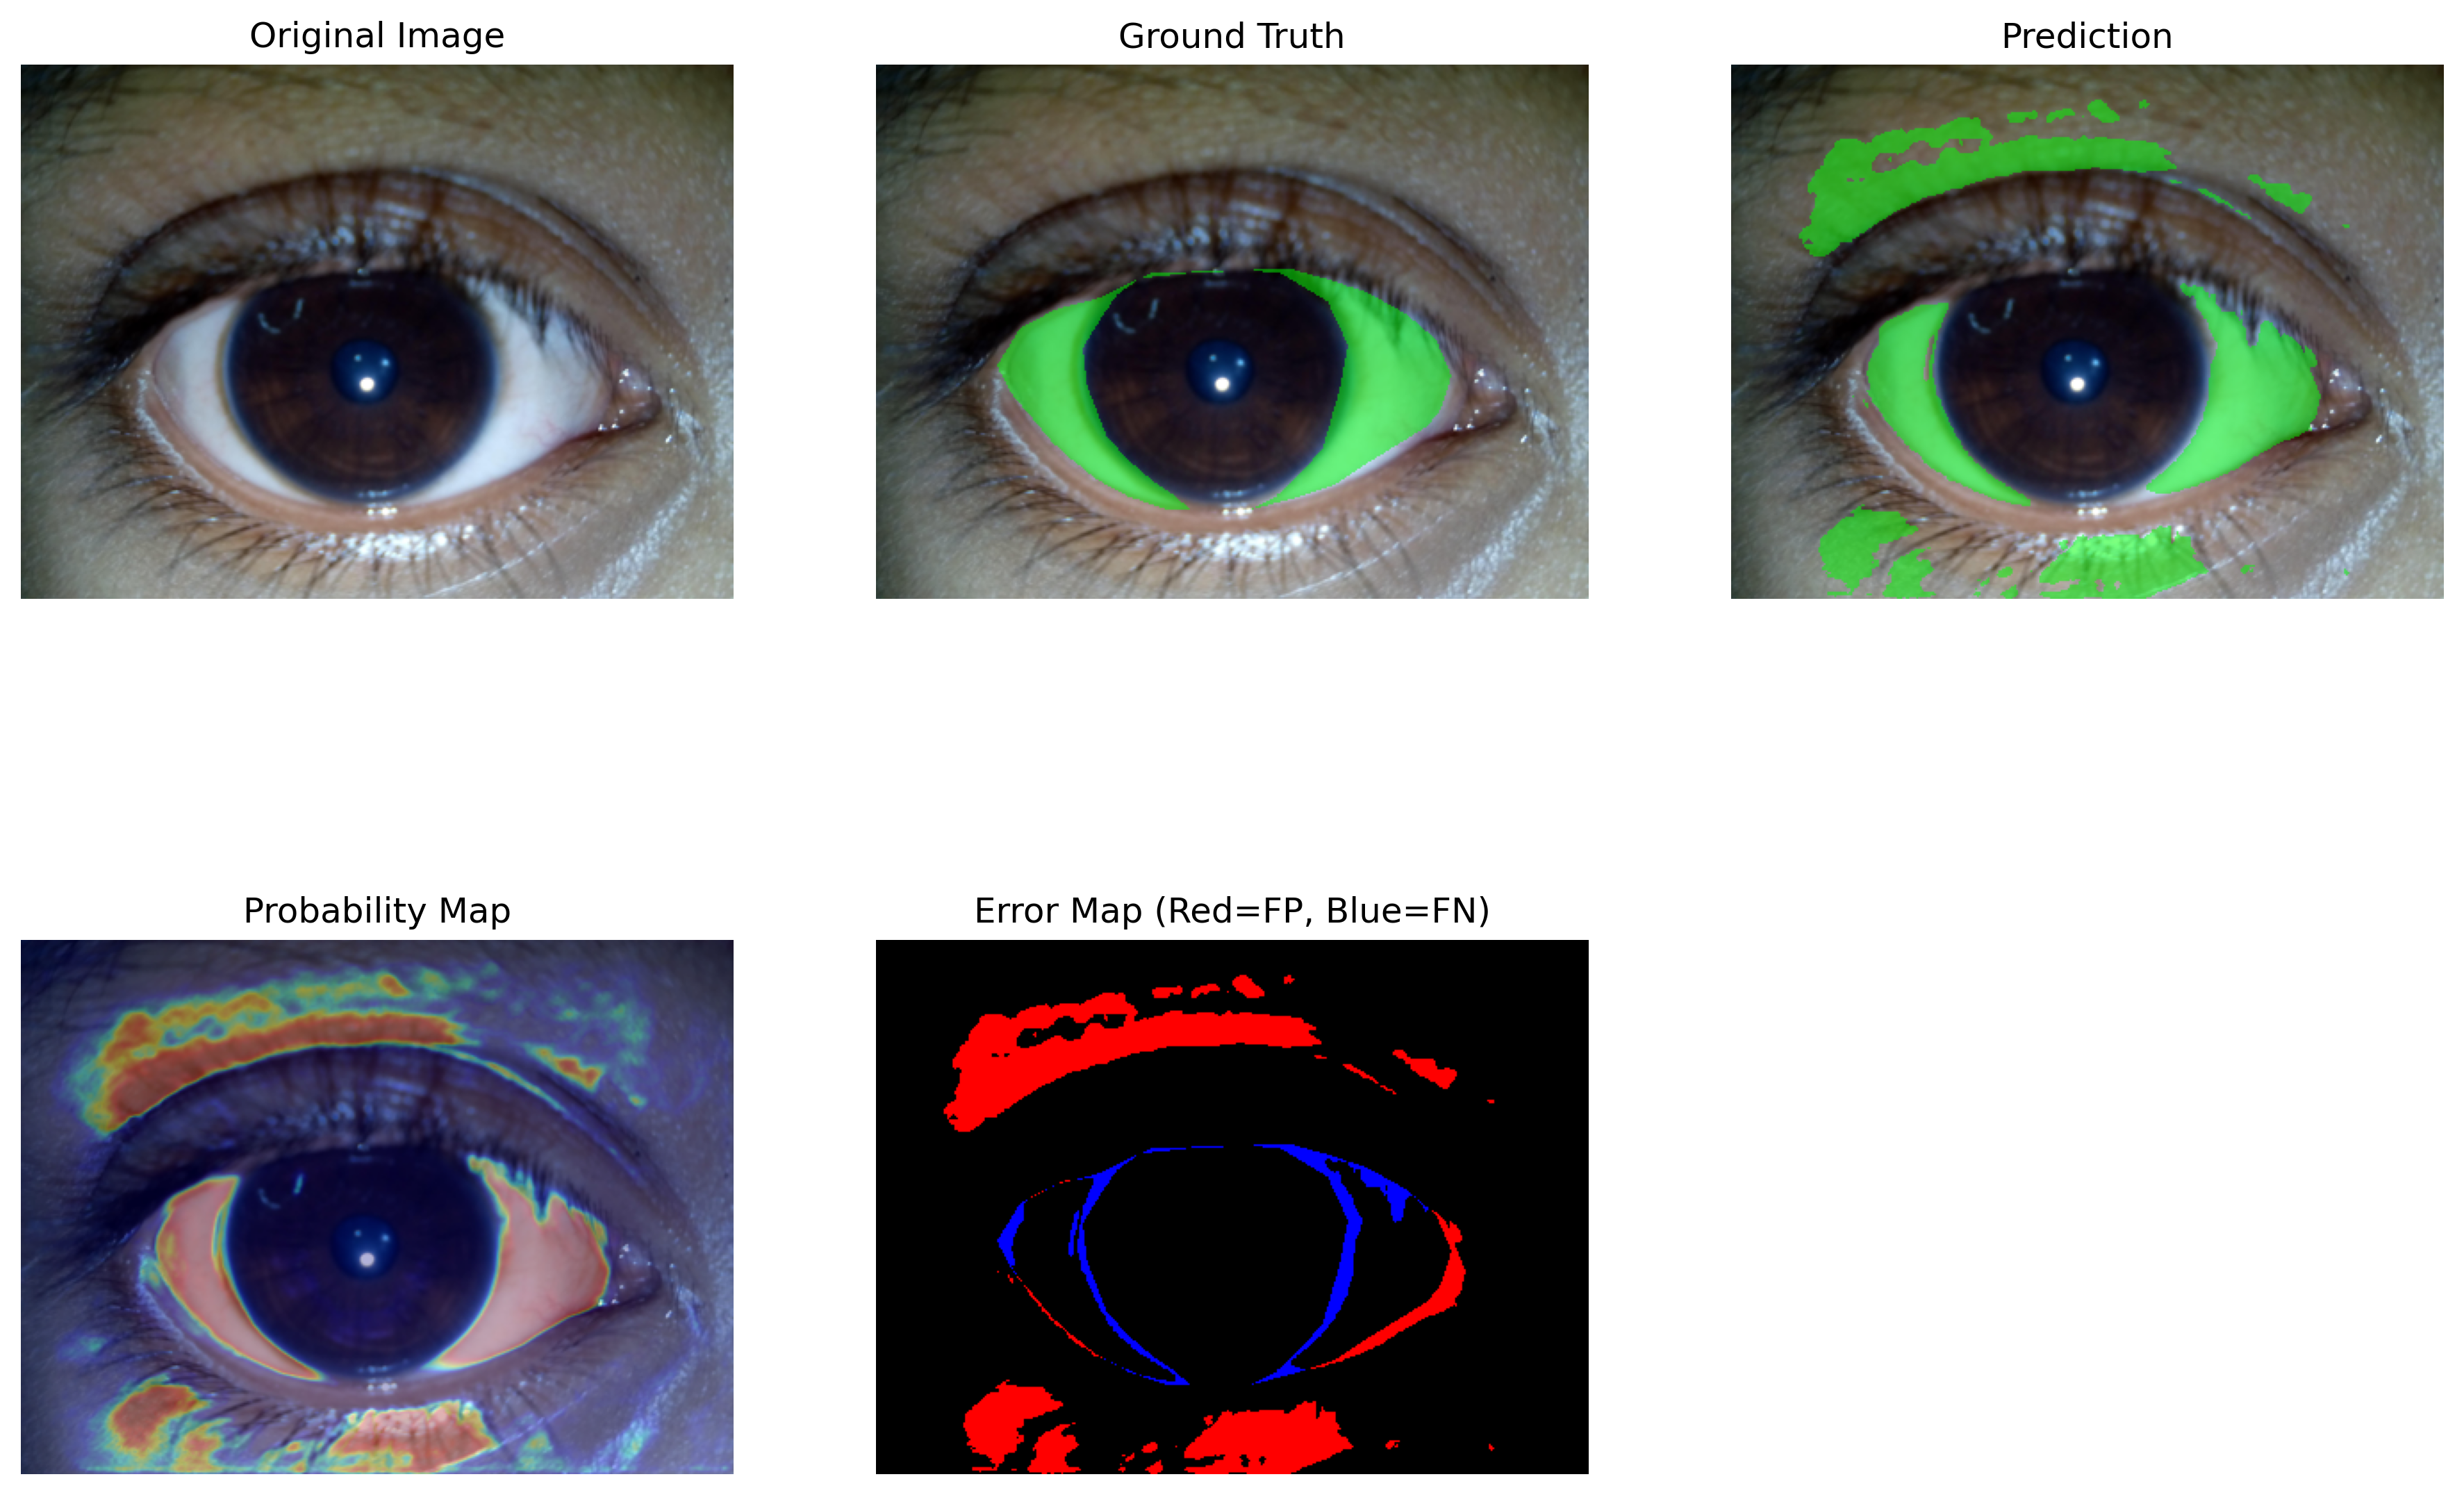 Original Image
Ground Truth
Prediction
Probability Map
Error Map (Red=FP, Blue=FN)